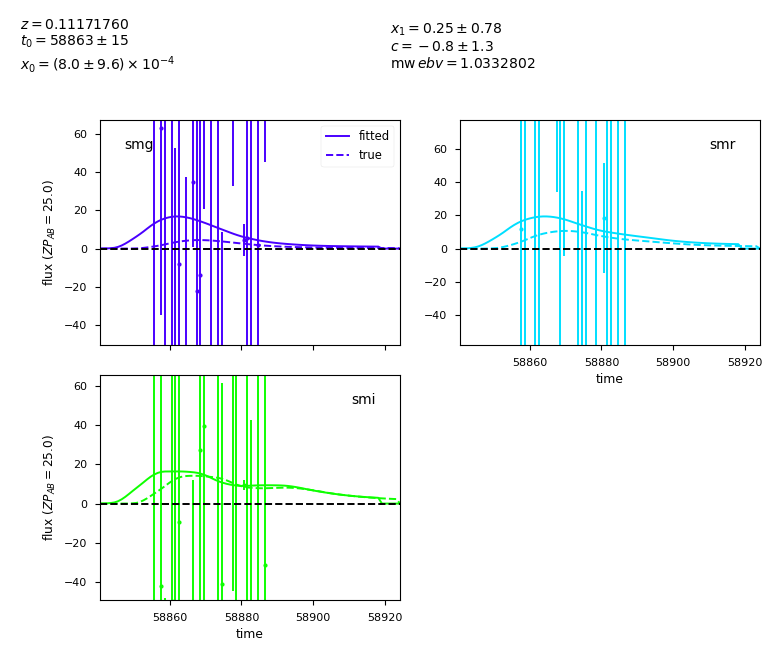 z = 0.11171760
t₀ = 58863 ± 15
x₀ = (8.0 ± 9.6) × 10⁻⁴
x₁ = 0.25 ± 0.78
c = −0.8 ± 1.3
mw ebv = 1.0332802
smg
fitted
true
60
40
20
0
−20
−40
flux (ZP_AB = 25.0)
smr
60
40
20
0
−20
−40
58860 58880 58900 58920
time
smi
60
40
20
0
−20
−40
flux (ZP_AB = 25.0)
58860 58880 58900 58920
time